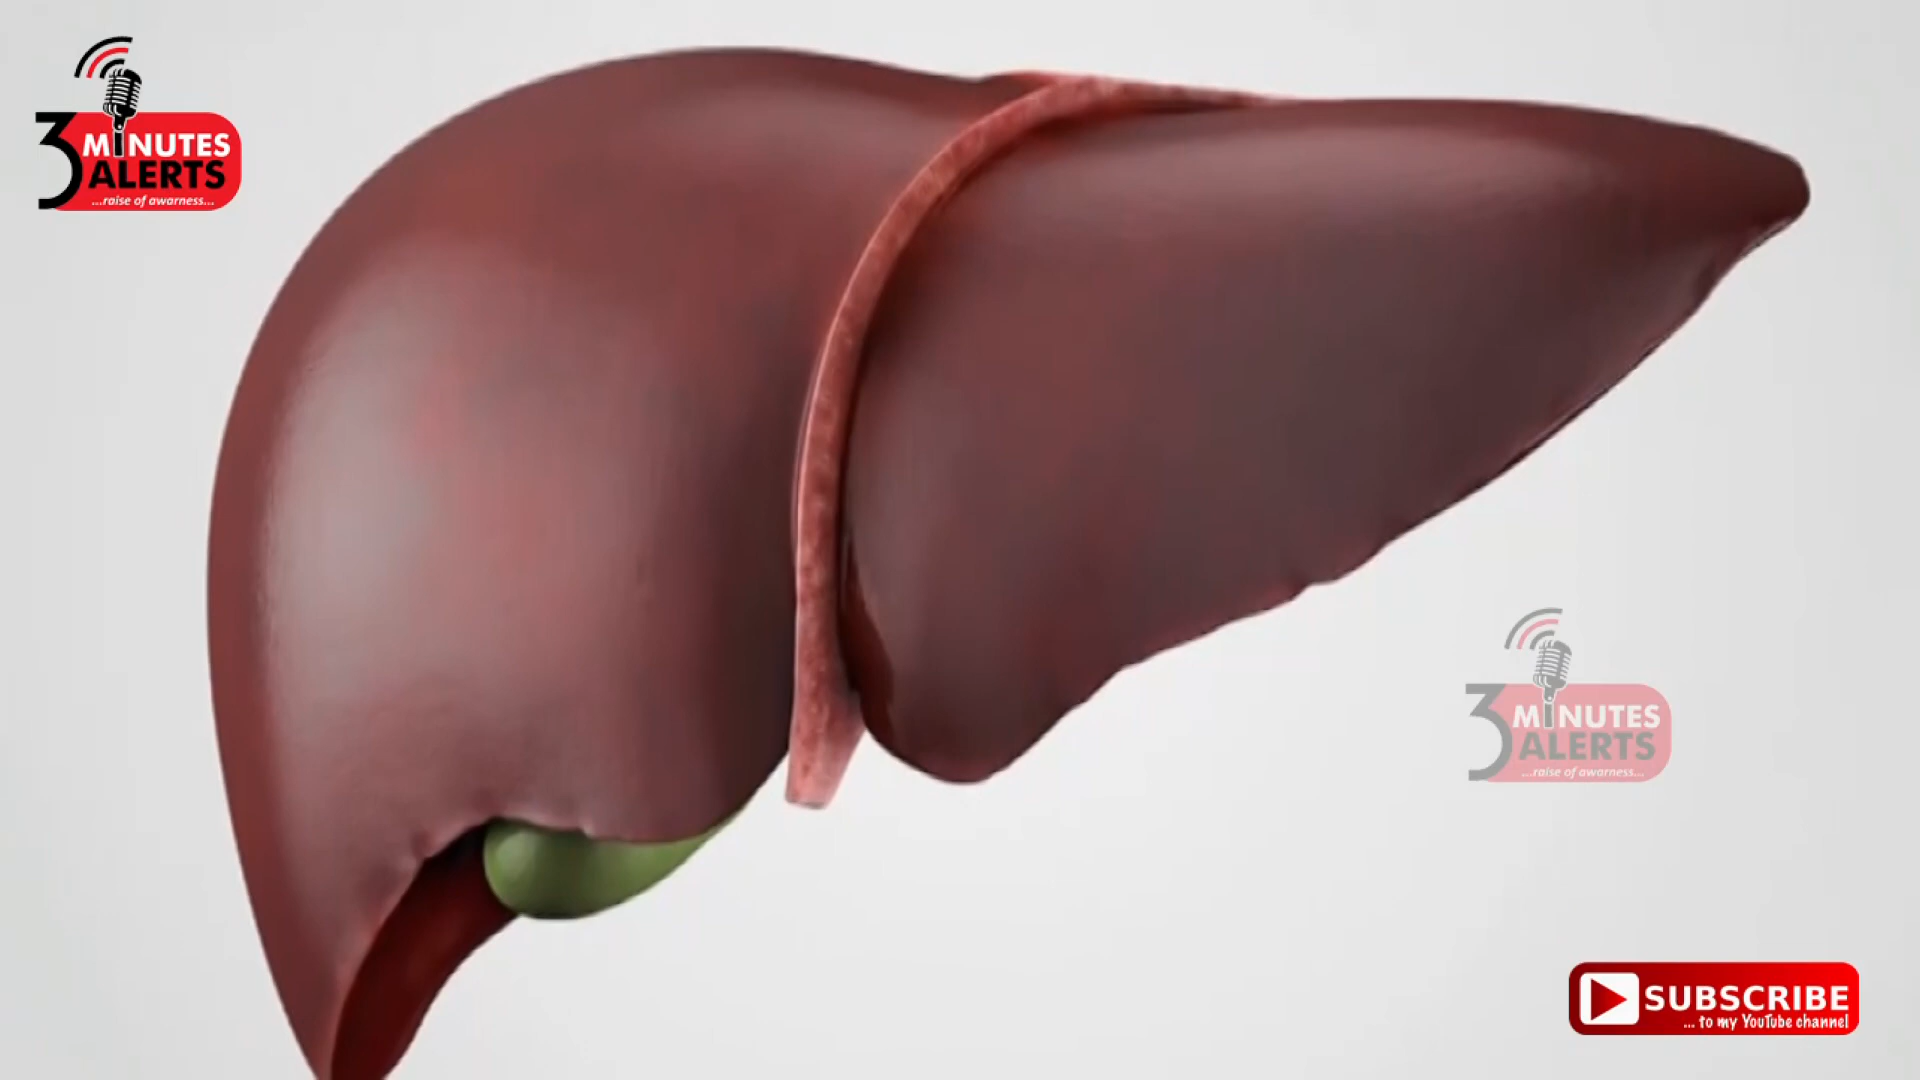 3 MINUTES
ALERTS
...raise of awarness...
3 MINUTES
ALERTS
...raise of awarness...
SUBSCRIBE
... to my YouTube channel